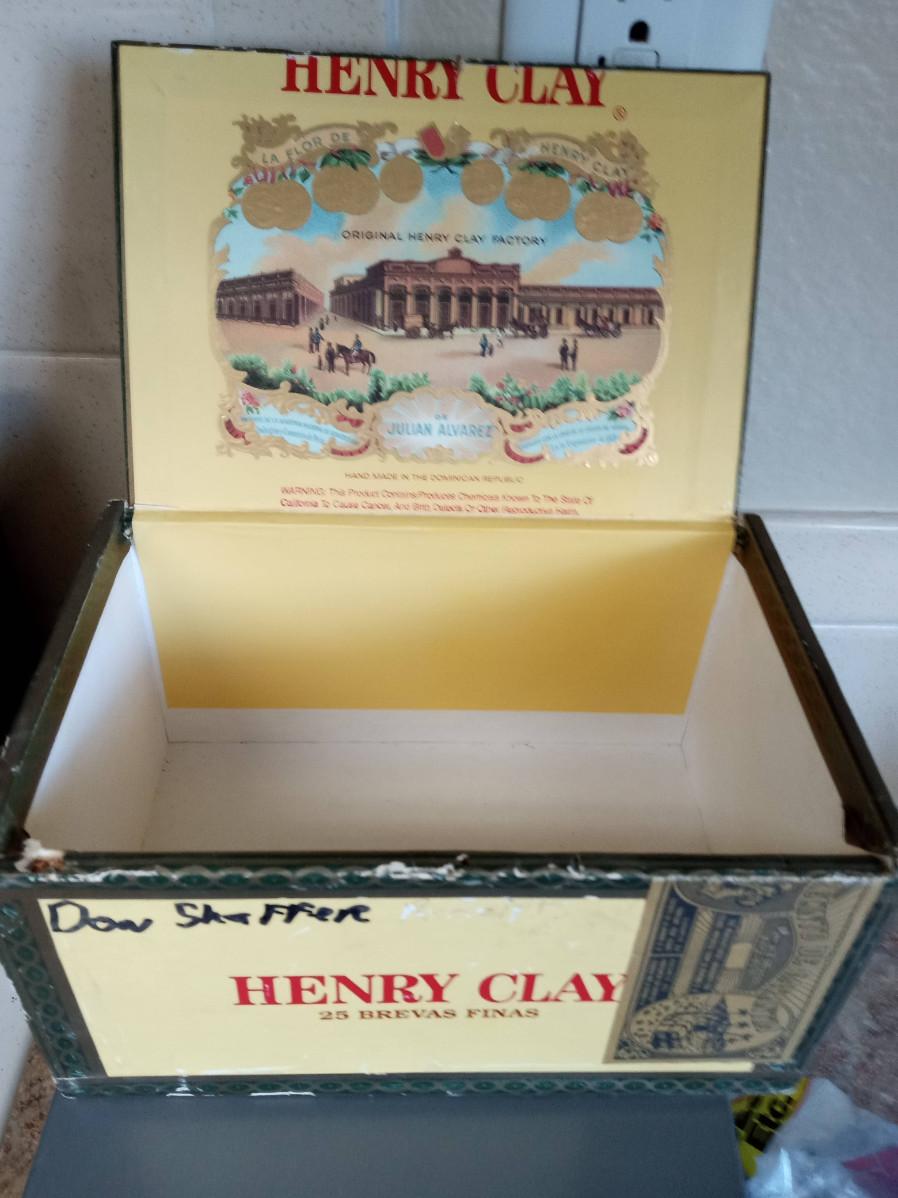 HENRY CLAY
®
LA FLOR DE HENRY CLAY
ORIGINAL HENRY CLAY FACTORY
DE
JULIAN ALVAREZ
HAND MADE IN THE DOMINICAN REPUBLIC
WARNING: This Product Contains/Produces Chemicals Known To The State Of
California To Cause Cancer, And Birth Defects Or Other Reproductive Harm.
Don Shaffer
HENRY CLAY
25 BREVAS FINAS